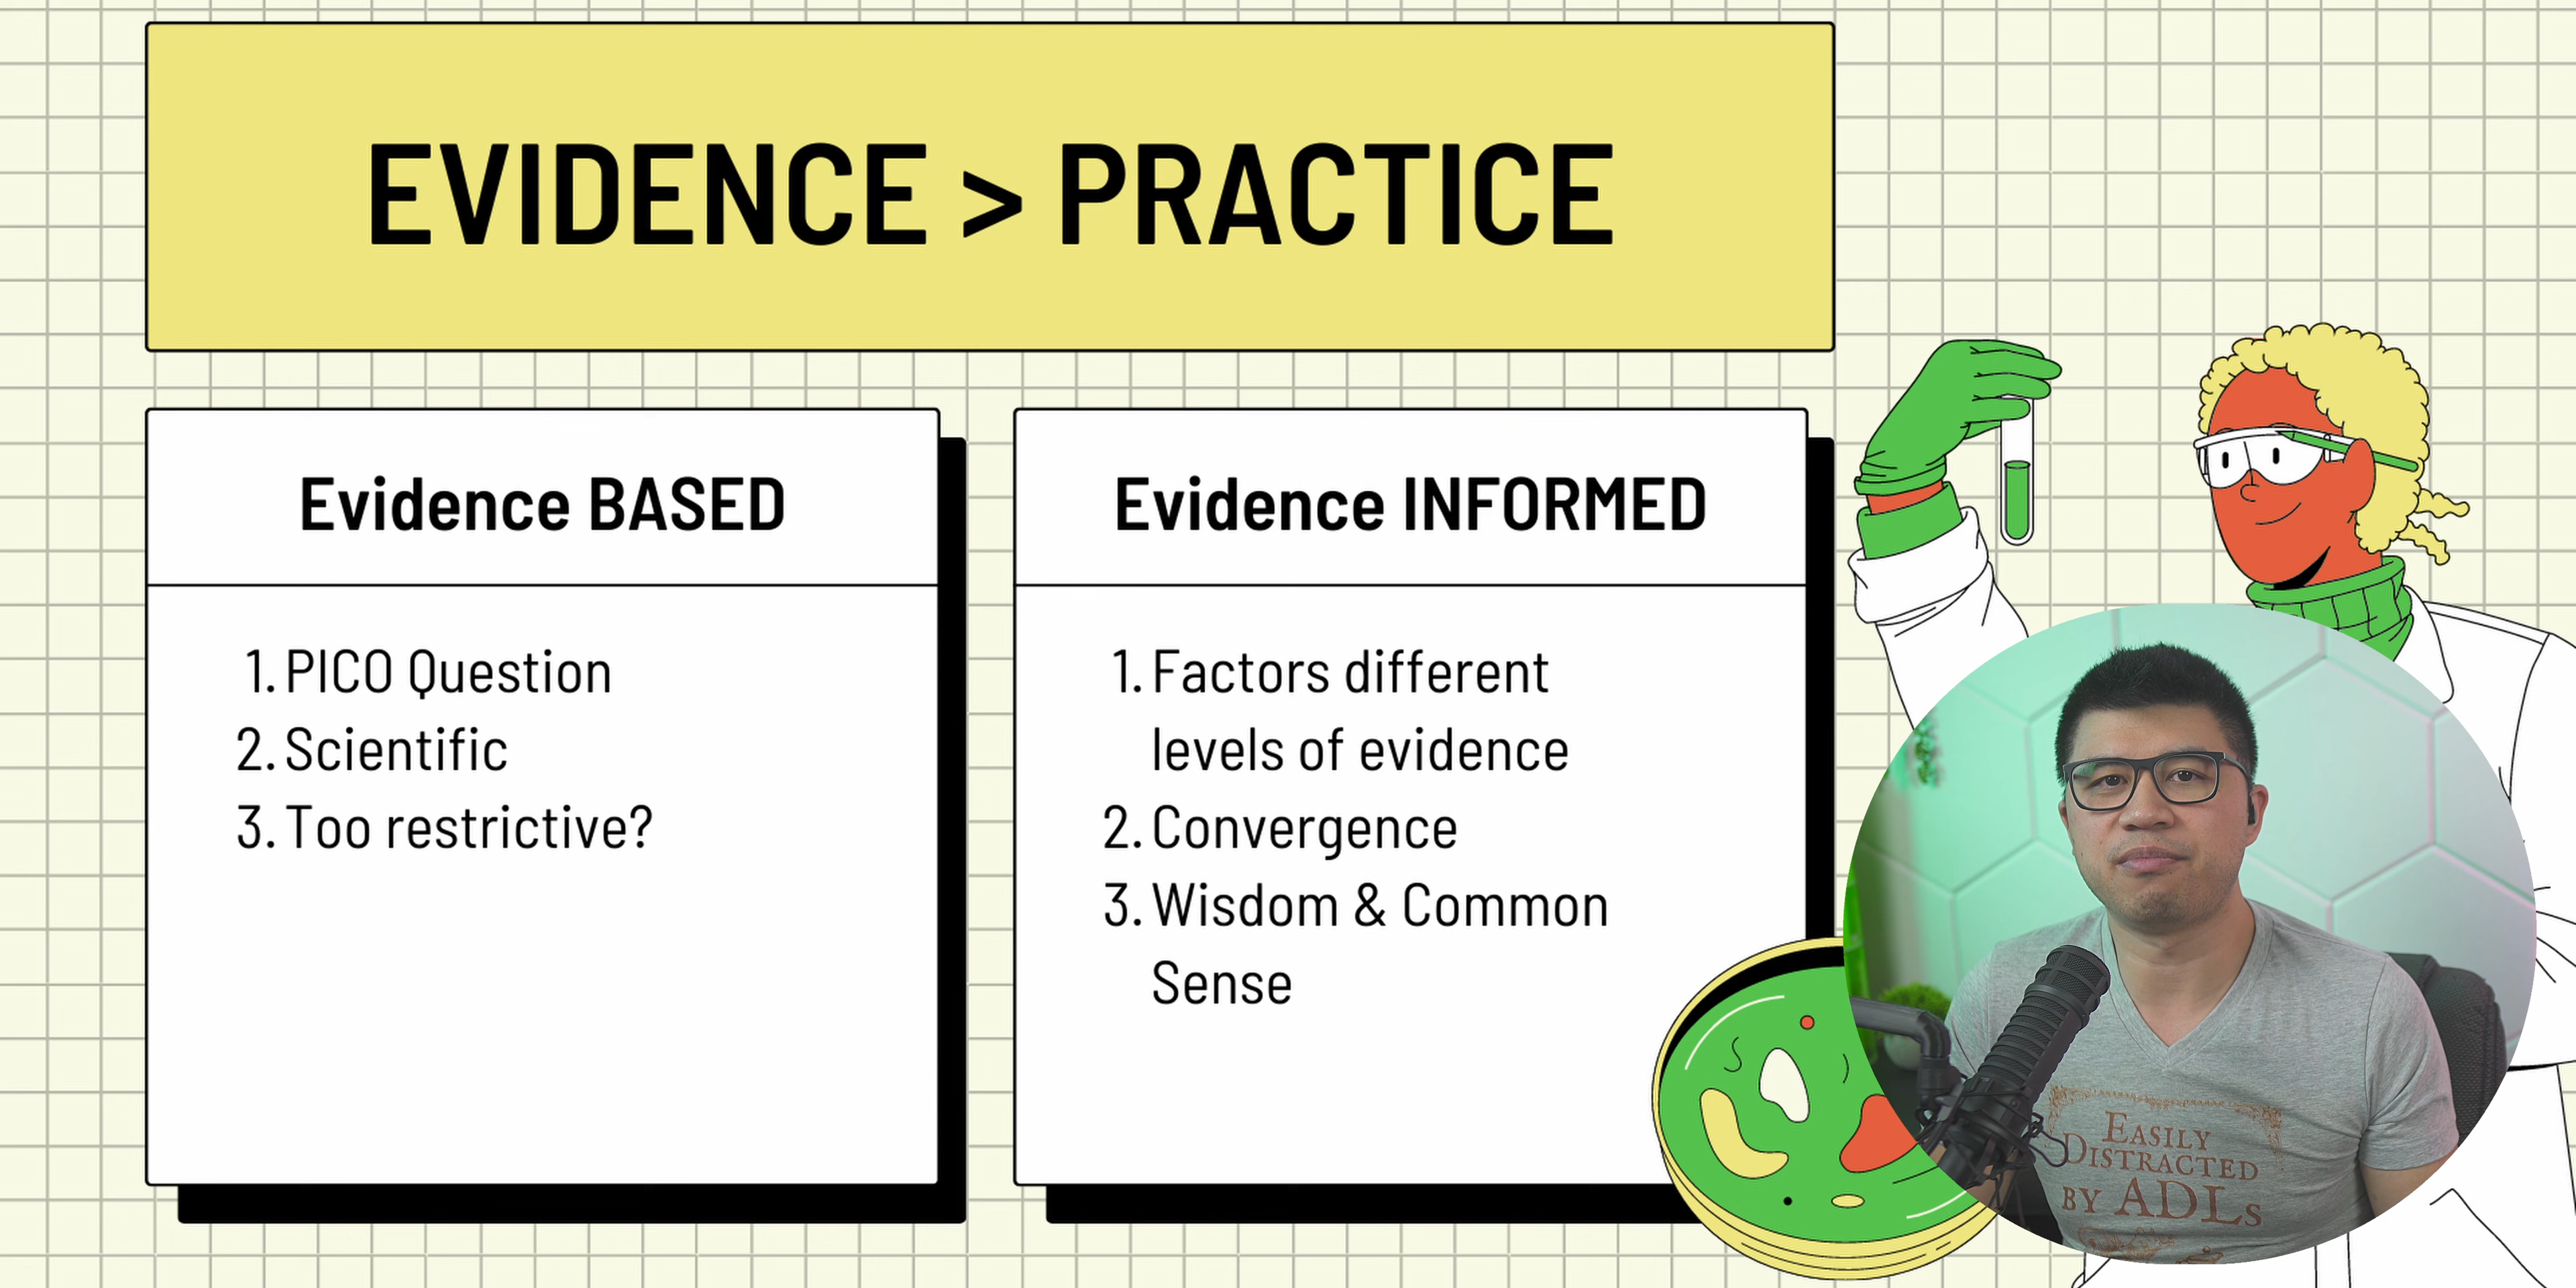 EVIDENCE > PRACTICE
Evidence BASED
1. PICO Question
2. Scientific
3. Too restrictive?
Evidence INFORMED
1. Factors different
levels of evidence
2. Convergence
3. Wisdom & Common
Sense
EASILY
DISTRACTED
BY ADLs